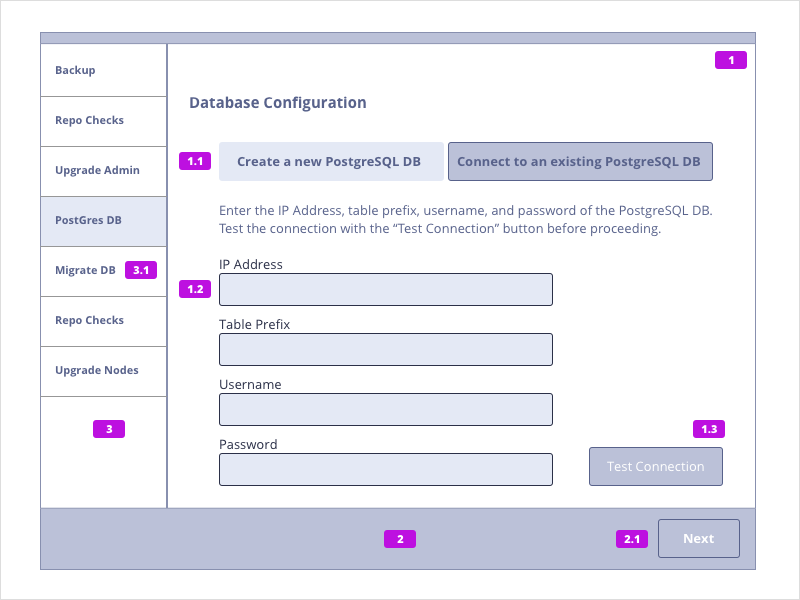 Backup
Repo Checks
Upgrade Admin
PostGres DB
Migrate DB 3.1
Repo Checks
Upgrade Nodes
3
1
Database Configuration
1.1 Create a new PostgreSQL DB Connect to an existing PostgreSQL DB
Enter the IP Address, table prefix, username, and password of the PostgreSQL DB.
Test the connection with the “Test Connection” button before proceeding.
IP Address
1.2
Table Prefix
Username
1.3
Password
Test Connection
2 2.1 Next